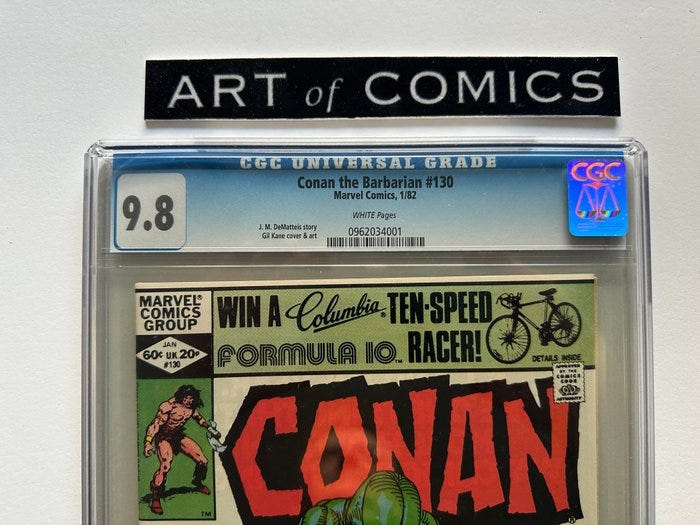 ART of COMICS
CGC UNIVERSAL GRADE
9.8
Conan the Barbarian #130
Marvel Comics, 1/82
WHITE Pages
J. M. DeMatteis story
Gil Kane cover & art
0962034001
CGC
MARVEL®
COMICS
GROUP
JAN
60¢ UK 20p
#130
WIN A Columbia® TEN-SPEED
FORMULA 10™ RACER!
DETAILS INSIDE
APPROVED
BY THE
COMICS
CODE
AUTHORITY
CONAN
TM